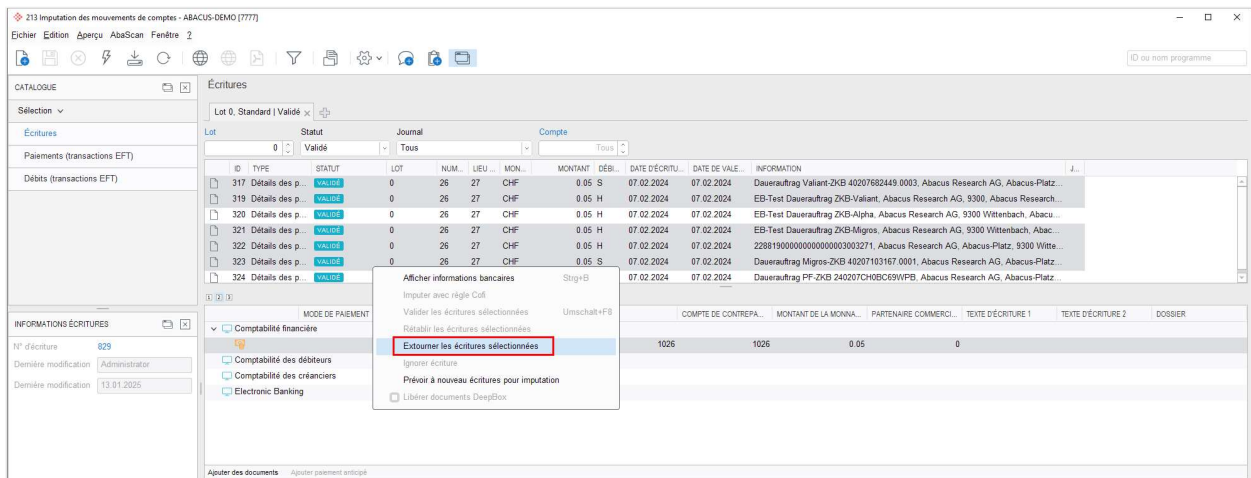 213 Imputation des mouvements de comptes - ABACUS-DEMO [7777]
Eichier Edition Aperçu AbaScan Fenêtre ?
ID ou nom programme
CATALOGUE
Sélection
Écritures
Paiements (transactions EFT)
Débits (transactions EFT)
Écritures
Lot 0, Standard | Validé
Lot Statut Journal Compte
0 Validé Tous Tous
ID TYPE STATUT LOT NUM... LIEU ... MON... MONTANT DÉBI... DATE D'ÉCRITU... DATE DE VALE... INFORMATION J...
317 Détails des p... VALIDÉ 0 26 27 CHF 0.05 S 07.02.2024 07.02.2024 Dauerauftrag Valiant-ZKB 40207682449.0003, Abacus Research AG, Abacus-Platz...
319 Détails des p... VALIDÉ 0 26 27 CHF 0.05 H 07.02.2024 07.02.2024 EB-Test Dauerauftrag ZKB-Valiant, Abacus Research AG, 9300, Abacus Research...
320 Détails des p... VALIDÉ 0 26 27 CHF 0.05 H 07.02.2024 07.02.2024 EB-Test Dauerauftrag ZKB-Alpha, Abacus Research AG, 9300 Wittenbach, Abacu...
321 Détails des p... VALIDÉ 0 26 27 CHF 0.05 H 07.02.2024 07.02.2024 EB-Test Dauerauftrag ZKB-Migros, Abacus Research AG, 9300 Wittenbach, Abac...
322 Détails des p... VALIDÉ 0 26 27 CHF 0.05 H 07.02.2024 07.02.2024 Abacus Research AG, Abacus-Platz, 9300 Witte...
323 Détails des p... VALIDÉ 0 26 27 CHF 0.05 S 07.02.2024 07.02.2024 Dauerauftrag Migros-ZKB 40207103167.0001, Abacus Research AG, Abacus-Platz...
324 Détails des p... VALIDÉ 07.02.2024 07.02.2024 Dauerauftrag PF-ZKB 240207CH0BC69WPB, Abacus Research AG, Abacus-Platz...
Afficher informations bancaires Strg+B
Imputer avec règle Cofi
Valider les écritures sélectionnées Umschalt+F8
Rétablir les écritures sélectionnées
Extourner les écritures sélectionnées
Ignorer écriture
Prévoir à nouveau écritures pour imputation
Libérer documents DeepBox
1 2 3
MODE DE PAIEMENT COMPTE DE CONTREPA... MONTANT DE LA MONNA... PARTENAIRE COMMERCI... TEXTE D'ÉCRITURE 1 TEXTE D'ÉCRITURE 2 DOSSIER
Comptabilité financière
1026 1026 0.05 0
Comptabilité des débiteurs
Comptabilité des créanciers
Electronic Banking
INFORMATIONS ÉCRITURES
N° d'écriture 829
Dernière modification Administrator
Dernière modification 13.01.2025
Ajouter des documents Ajouter paiement anticipé